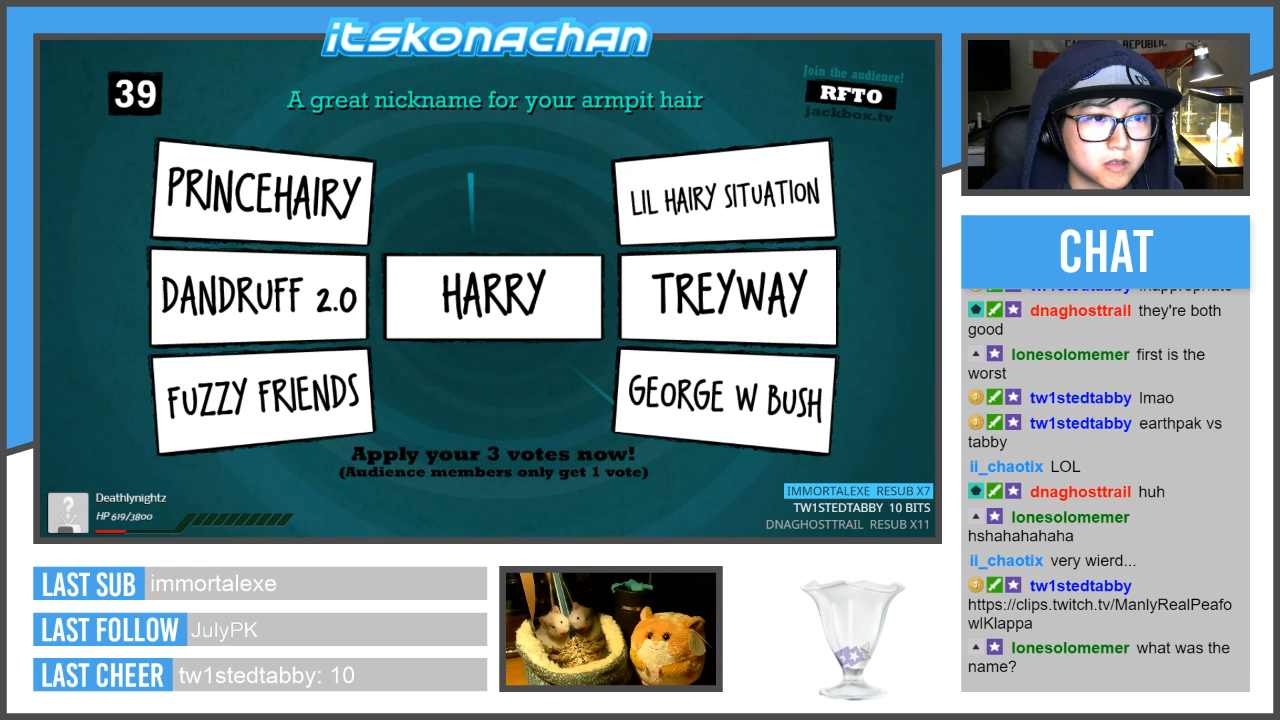 itskonachan
39
A great nickname for your armpit hair
Join the audience!
RFTO
jackbox.tv
PRINCEHAIRY
LIL HAIRY SITUATION
DANDRUFF 2.0
HARRY
TREYWAY
FUZZY FRIENDS
GEORGE W BUSH
Apply your 3 votes now!
(Audience members only get 1 vote)
Deathlynightz
HP 619/3800
IMMORTALEXE RESUB X7
TW1STEDTABBY 10 BITS
DNAGHOSTTRAIL RESUB X11
LAST SUB immortalexe
LAST FOLLOW JulyPK
LAST CHEER tw1stedtabby: 10
REPUBLIC
CHAT
tw1stedtabby inappropriate
dnaghosttrail they're both
good
lonesolomemer first is the
worst
tw1stedtabby lmao
tw1stedtabby earthpak vs
tabby
ii_chaotix LOL
dnaghosttrail huh
lonesolomemer
hshahahahaha
ii_chaotix very wierd...
tw1stedtabby
https://clips.twitch.tv/ManlyRealPeafo
wlKlappa
lonesolomemer what was the
name?